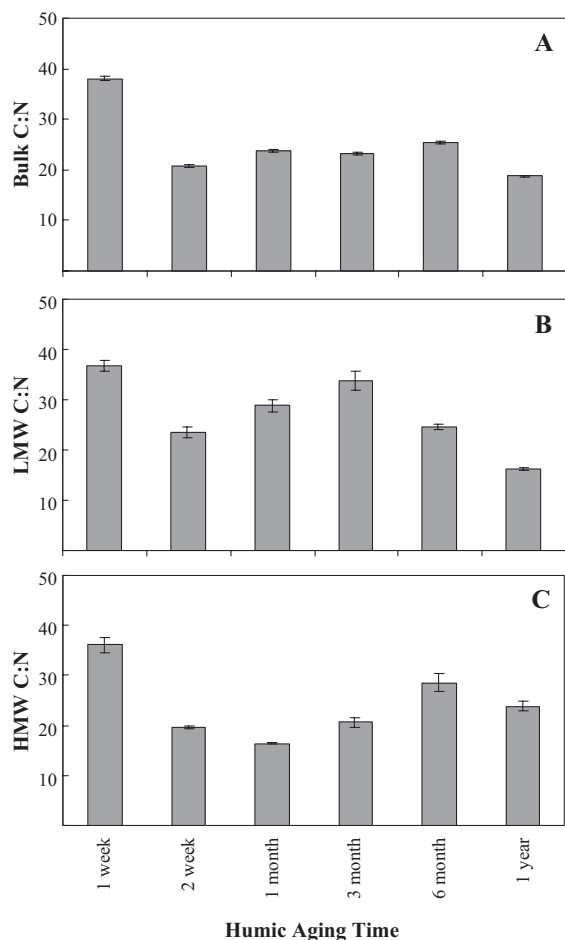 A
Bulk C:N
50
40
30
20
10
B
LMW C:N
50
40
30
20
10
C
HMW C:N
50
40
30
20
10
1 week
2 week
1 month
3 month
6 month
1 year
Humic Aging Time